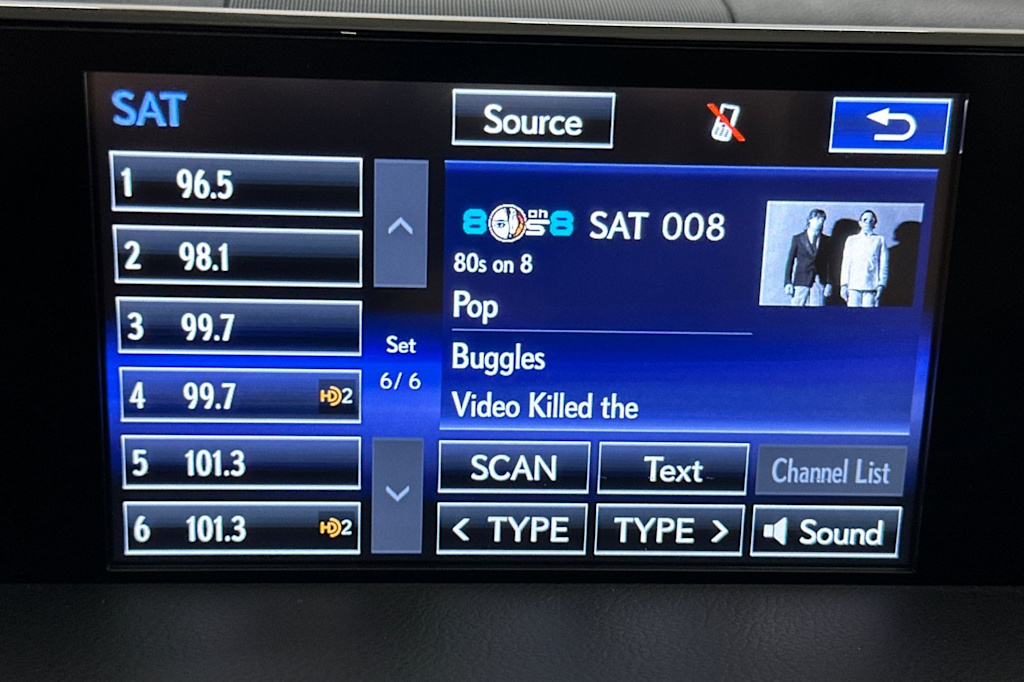 SAT
Source
1 96.5
2 98.1
3 99.7
4 99.7 HD2
5 101.3
6 101.3 HD2
Set
6/6
8 on 8
SAT 008
80s on 8
Pop
Buggles
Video Killed the
SCAN
Text
Channel List
< TYPE
TYPE >
Sound